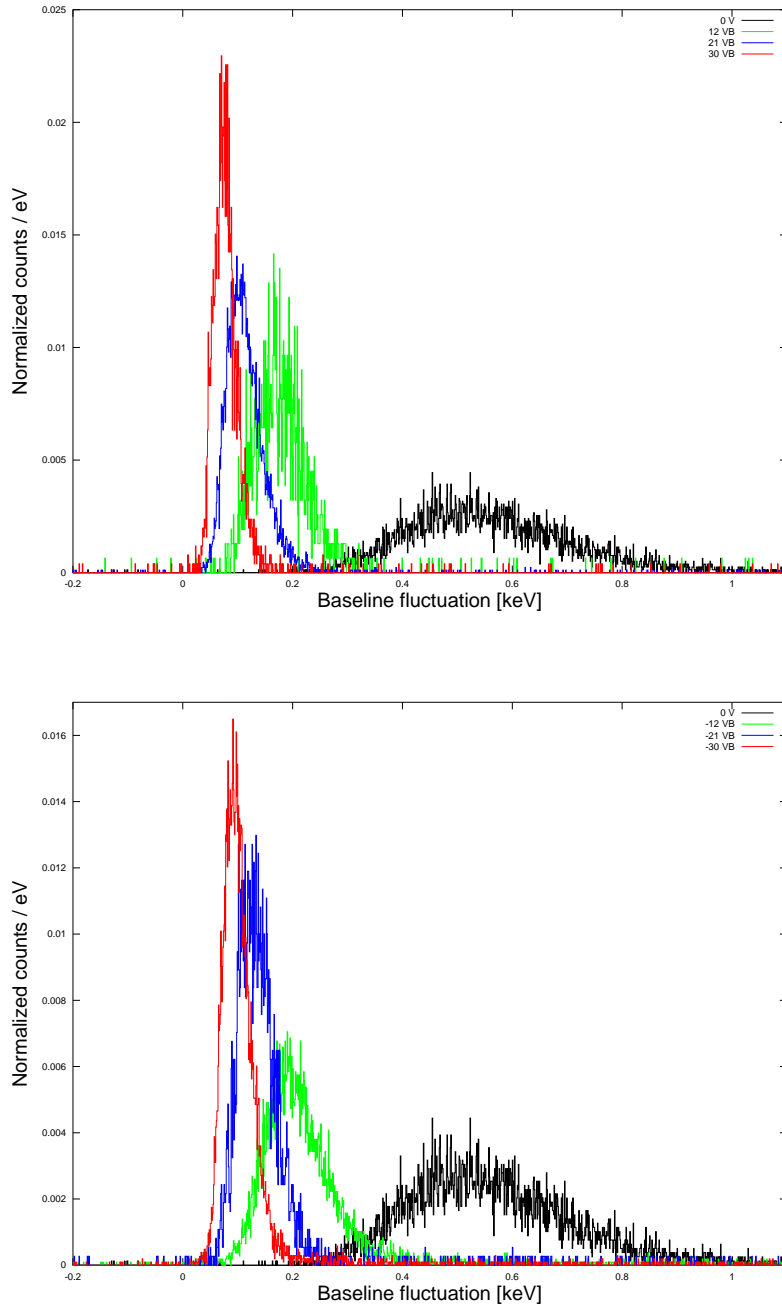 0.025
0.02
0.015
0.01
0.005
0
Normalized counts / eV
-0.2
0
0.2
0.4
0.6
0.8
1
Baseline fluctuation [keV]
0 V
12 VB
21 VB
30 VB
0.016
0.014
0.012
0.01
0.008
0.006
0.004
0.002
0
Normalized counts / eV
-0.2
0
0.2
0.4
0.6
0.8
1
Baseline fluctuation [keV]
0 V
-12 VB
-21 VB
-30 VB